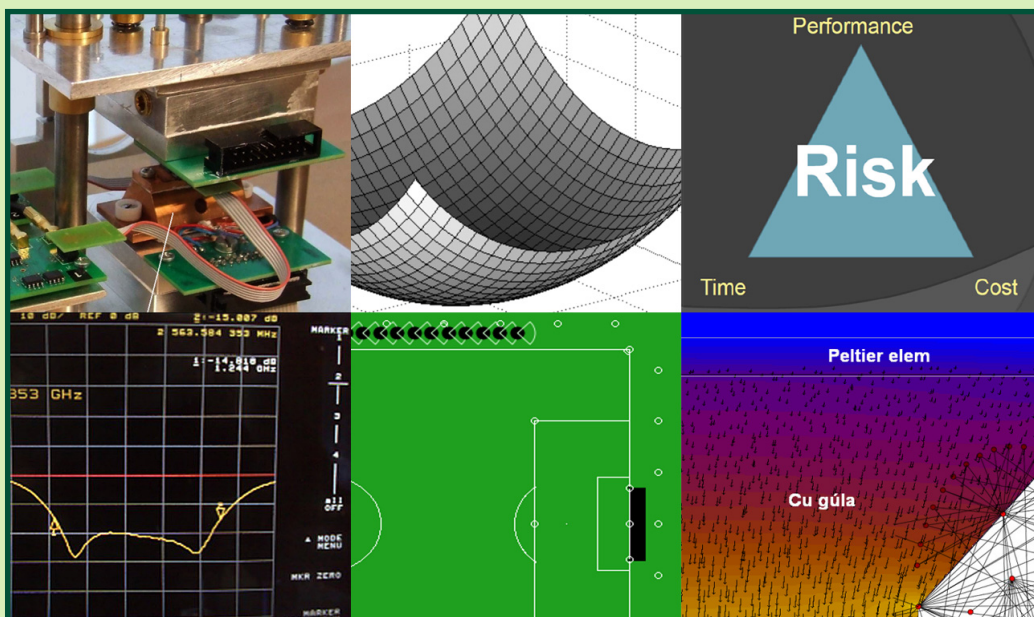 Performance
Risk
Time
Cost
10 dB/ REF 0 dB
2:-15.007 dB
2 563.584 353 MHz
1:-14.810 dB
1.244 GHz
353 GHz
MARKER
1
2
3
4
all
OFF
▲ MODE
MENU
MKR ZERO
MARKER
Peltier elem
Cu gúla